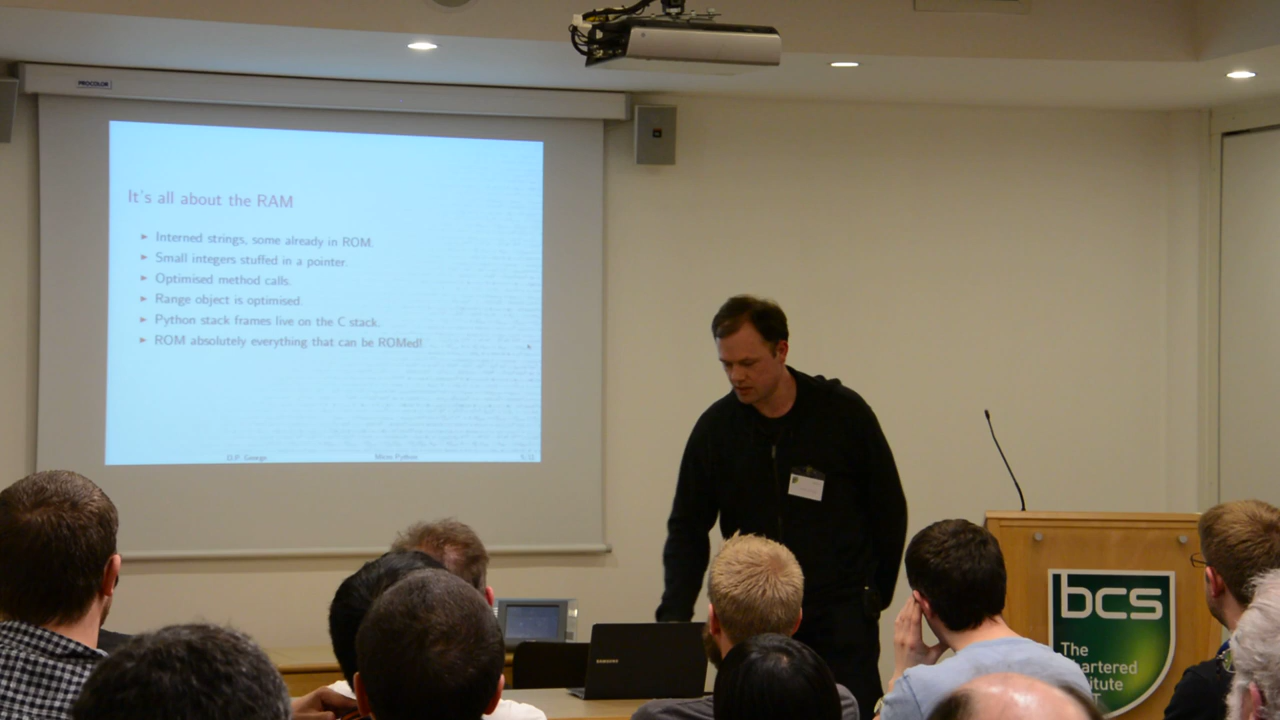 PROCOLOR
It's all about the RAM
► Interned strings, some already in ROM.
► Small integers stuffed in a pointer.
► Optimised method calls.
► Range object is optimised.
► Python stack frames live on the C stack.
► ROM absolutely everything that can be ROMed!
D.P. George Micro Python
SAMSUNG
bcs
The
artered
itute